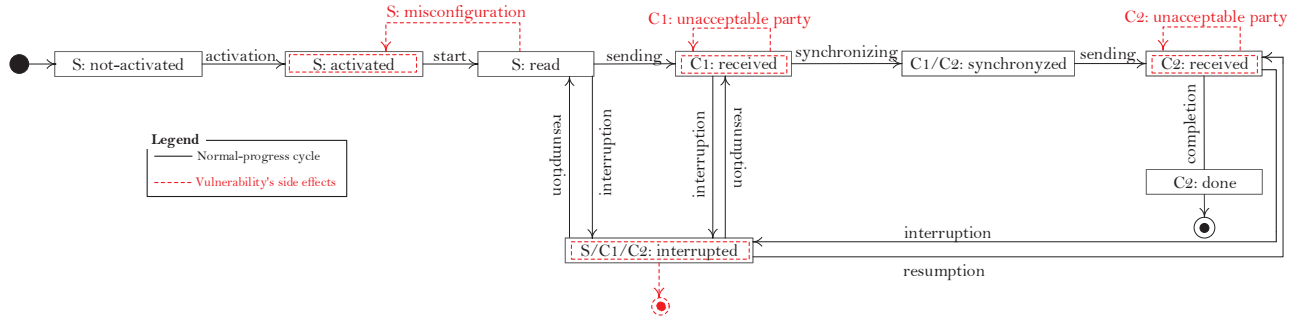 S: misconfiguration
C1: unacceptable party
C2: unacceptable party
S: not-activated
activation
S: activated
start
S: read
sending
C1: received
synchronizing
C1/C2: synchronyzed
sending
C2: received
resumption
interruption
interruption
resumption
completion
Legend
Normal-progress cycle
Vulnerability's side effects
C2: done
S/C1/C2: interrupted
interruption
resumption